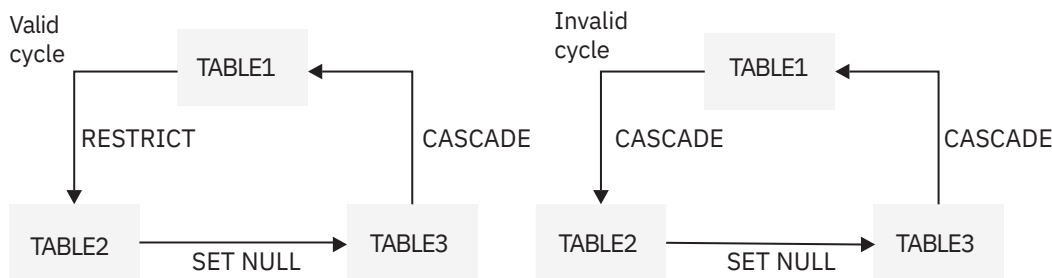 Valid
cycle
TABLE1
RESTRICT
CASCADE
TABLE2
SET NULL
TABLE3
Invalid
cycle
TABLE1
CASCADE
CASCADE
TABLE2
SET NULL
TABLE3